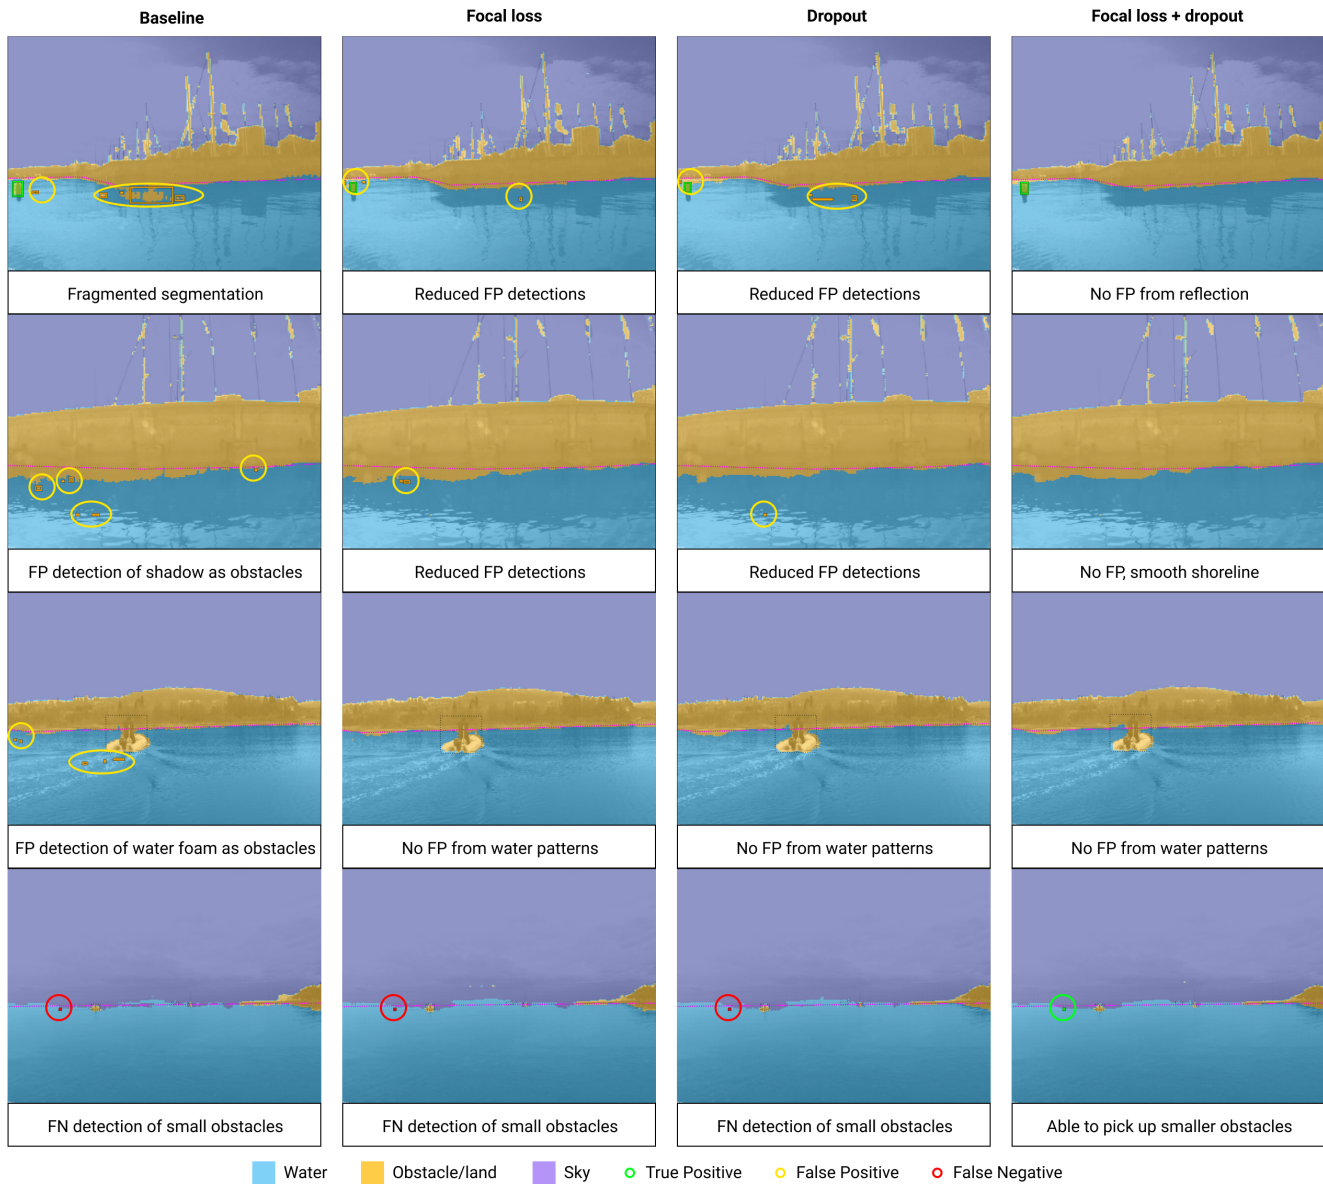 Baseline
Focal loss
Dropout
Focal loss + dropout
Fragmented segmentation
Reduced FP detections
Reduced FP detections
No FP from reflection
FP detection of shadow as obstacles
Reduced FP detections
Reduced FP detections
No FP, smooth shoreline
FP detection of water foam as obstacles
No FP from water patterns
No FP from water patterns
No FP from water patterns
FN detection of small obstacles
FN detection of small obstacles
FN detection of small obstacles
Able to pick up smaller obstacles
Water
Obstacle/land
Sky
True Positive
False Positive
False Negative